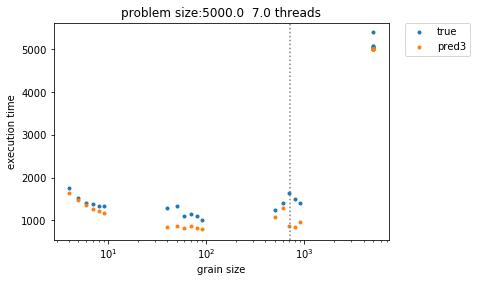 problem size:5000.0  7.0 threads
true
pred3
execution time
5000
4000
3000
2000
1000
10¹
10²
10³
grain size